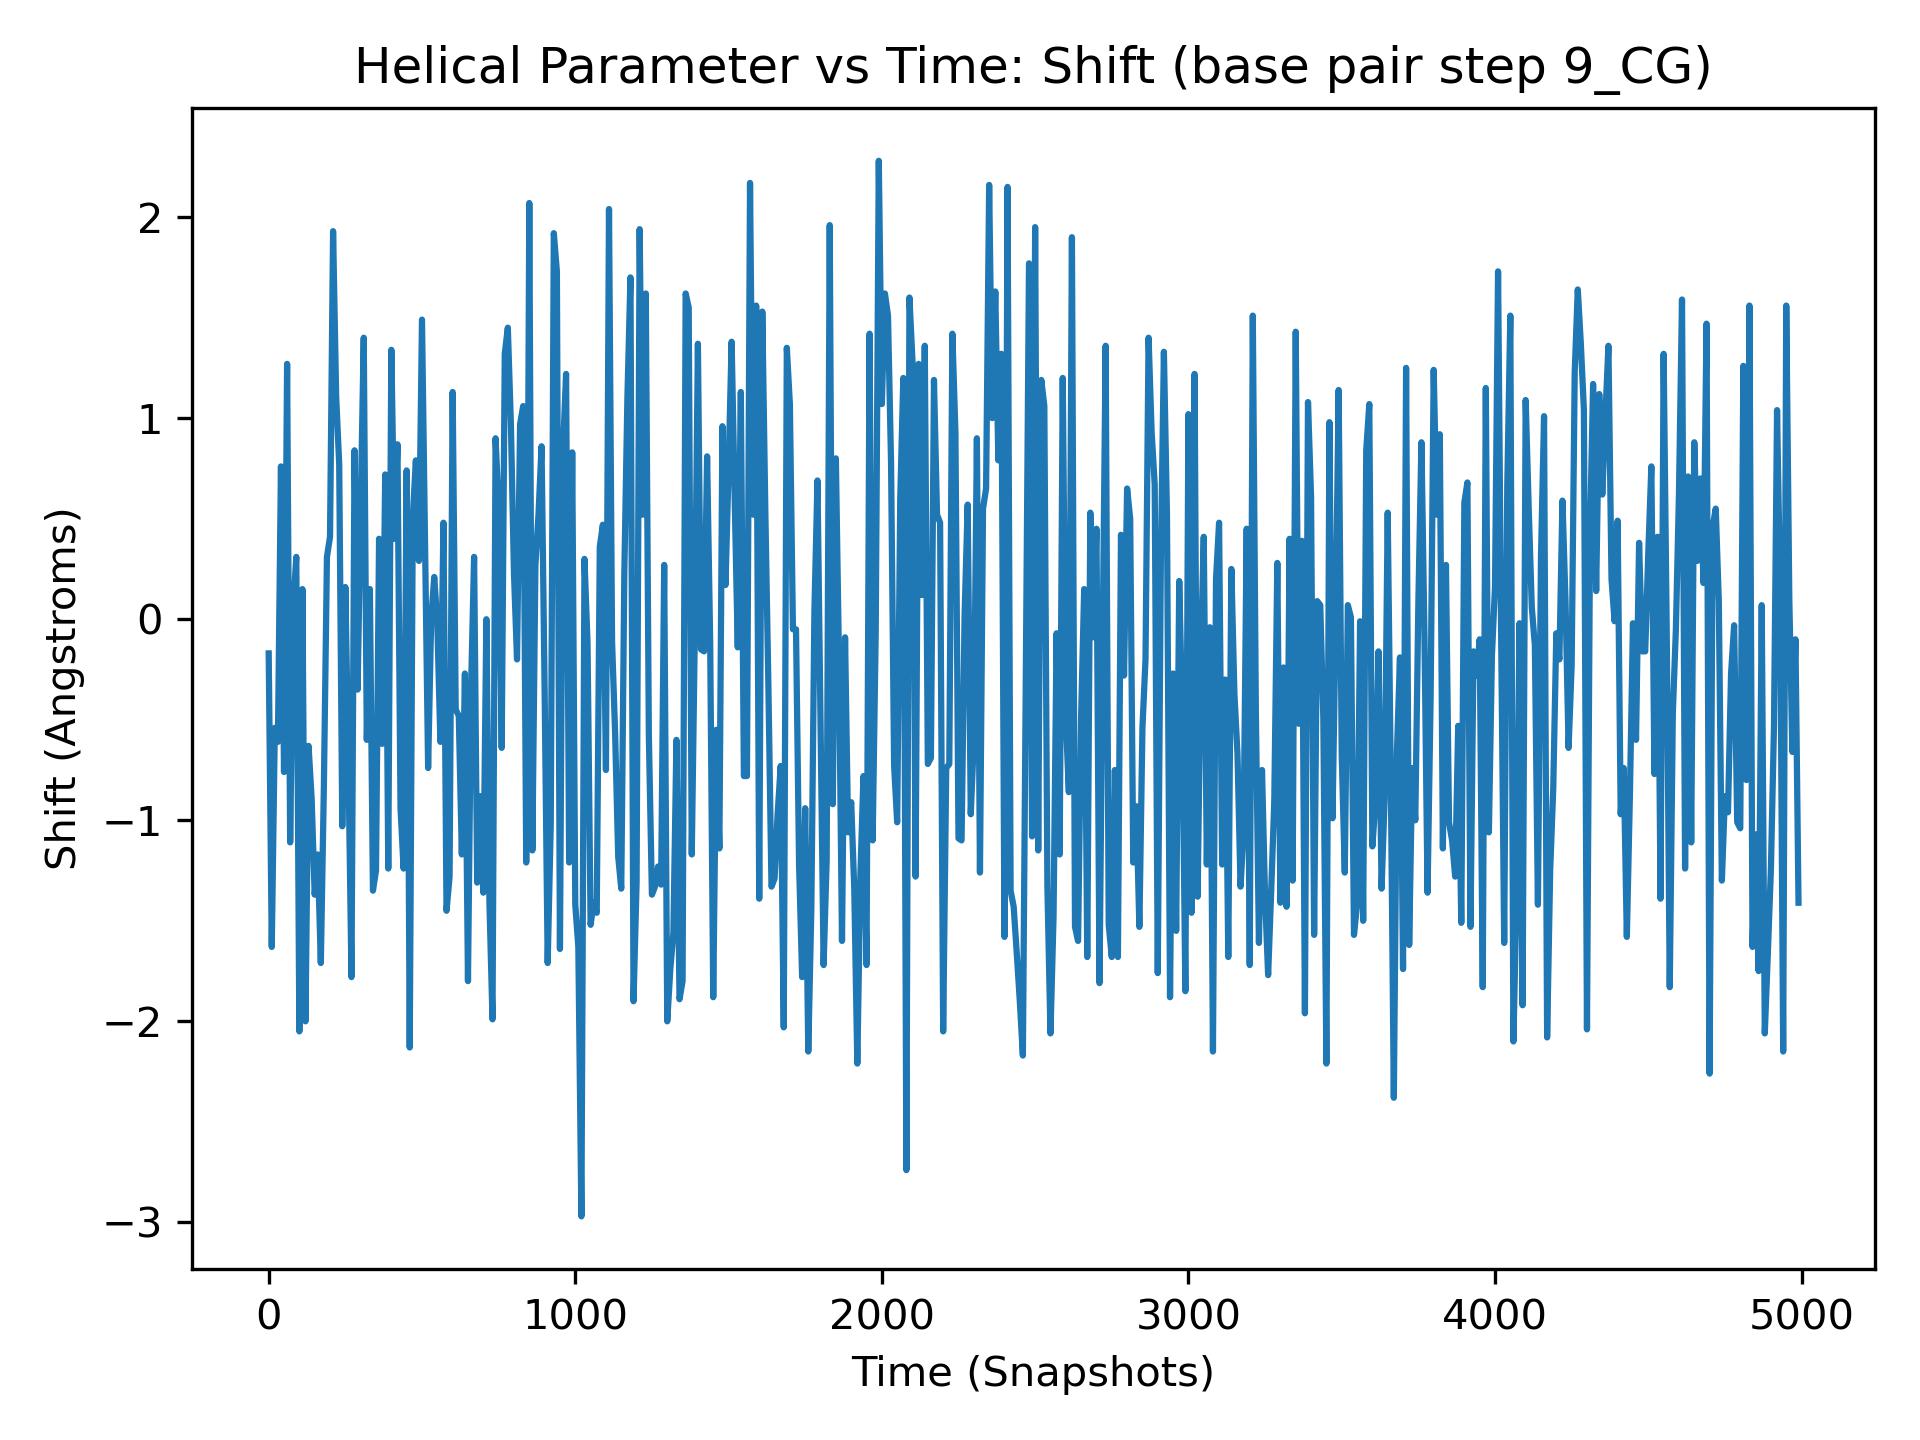 Helical Parameter vs Time: Shift (base pair step 9_CG)
Shift (Angstroms)
2
1
0
−1
−2
−3
0 1000 2000 3000 4000 5000
Time (Snapshots)